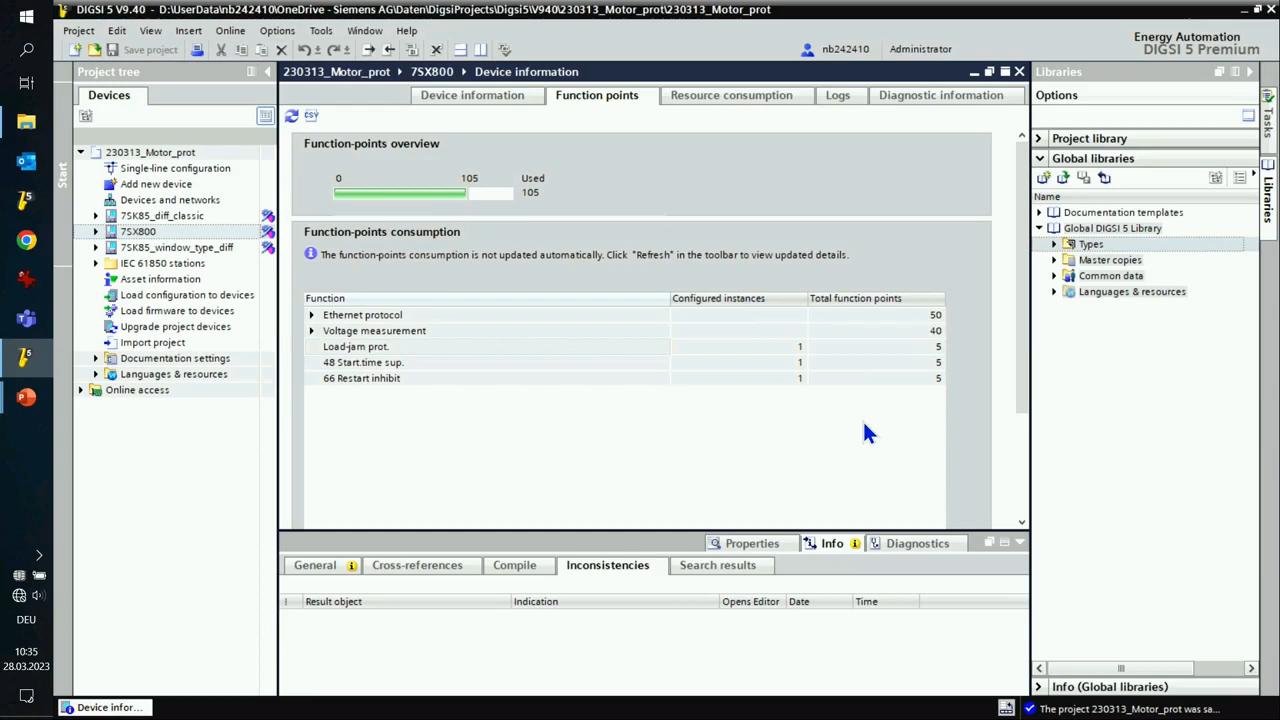 DIGSI 5 V9.40 - D:\UserData\nb242410\OneDrive - Siemens AG\Daten\DigsiProjects\Digsi5\V940\230313_Motor_prot\230313_Motor_prot
Project Edit View Insert Online Options Tools Window Help
Energy Automation
DIGSI 5 Premium
Save project
nb242410 Administrator
Project tree
230313_Motor_prot 7SX800 Device information
Libraries
Devices
Device information Function points Resource consumption Logs Diagnostic information
Options
CSV
230313_Motor_prot
Single-line configuration
Add new device
Devices and networks
7SK85_diff_classic
7SX800
7SK85_window_type_diff
IEC 61850 stations
Asset information
Load configuration to devices
Load firmware to devices
Upgrade project devices
Import project
Documentation settings
Languages & resources
Online access
Start
Function-points overview
0 105 Used
105
Function-points consumption
The function-points consumption is not updated automatically. Click "Refresh" in the toolbar to view updated details.
Function Configured instances Total function points
Ethernet protocol 50
Voltage measurement 40
Load-jam prot. 1 5
48 Start.time sup. 1 5
66 Restart inhibit 1 5
Project library
Global libraries
Name
Documentation templates
Global DIGSI 5 Library
Types
Master copies
Common data
Languages & resources
Tasks
Libraries
Properties Info Diagnostics
General Cross-references Compile Inconsistencies Search results
! Result object Indication Opens Editor Date Time
Info (Global libraries)
DEU
10:35
28.03.2023
Device infor...
The project 230313_Motor_prot was sa...